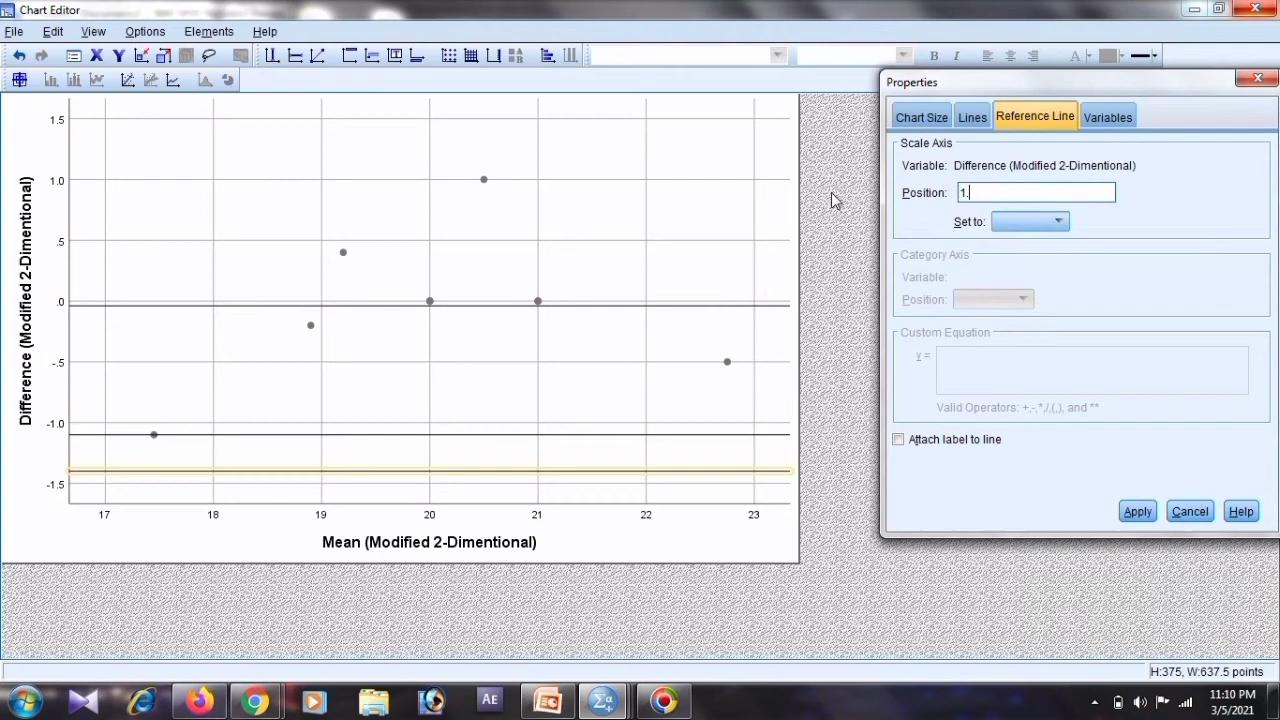 Chart Editor
File Edit View Options Elements Help
X Y
B I A
Properties
Chart Size Lines Reference Line Variables
Scale Axis
Variable: Difference (Modified 2-Dimentional)
Position: 1.
Set to:
Category Axis
Variable:
Position:
Custom Equation
y =
Valid Operators: +,-,*,/,(,), and **
Attach label to line
Apply Cancel Help
Difference (Modified 2-Dimentional)
1.5
1.0
.5
.0
-.5
-1.0
-1.5
17 18 19 20 21 22 23
Mean (Modified 2-Dimentional)
H:375, W:637.5 points
AE
11:10 PM
3/5/2021